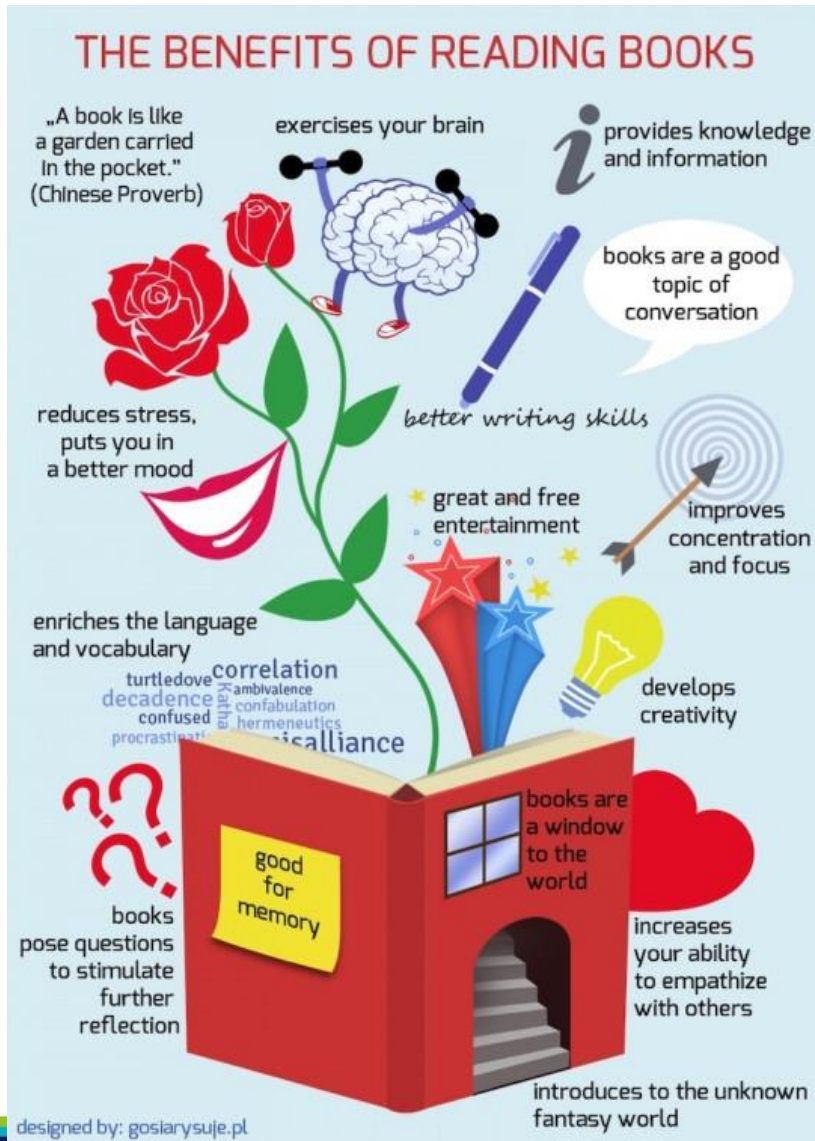 THE BENEFITS OF READING BOOKS
„A book is like
a garden carried
in the pocket.”
(Chinese Proverb)
exercises your brain
i
provides knowledge
and information
books are a good
topic of
conversation
better writing skills
reduces stress,
puts you in
a better mood
great and free
entertainment
improves
concentration
and focus
enriches the language
and vocabulary
turtledove
correlation
decadence
Katha
ambivalence
confabulation
confused
hermeneutics
procrastinati
isalliance
develops
creativity
???
books
pose questions
to stimulate
further
reflection
good
for
memory
books are
a window
to the
world
increases
your ability
to empathize
with others
introduces to the unknown
fantasy world
designed by: gosiarysuje.pl